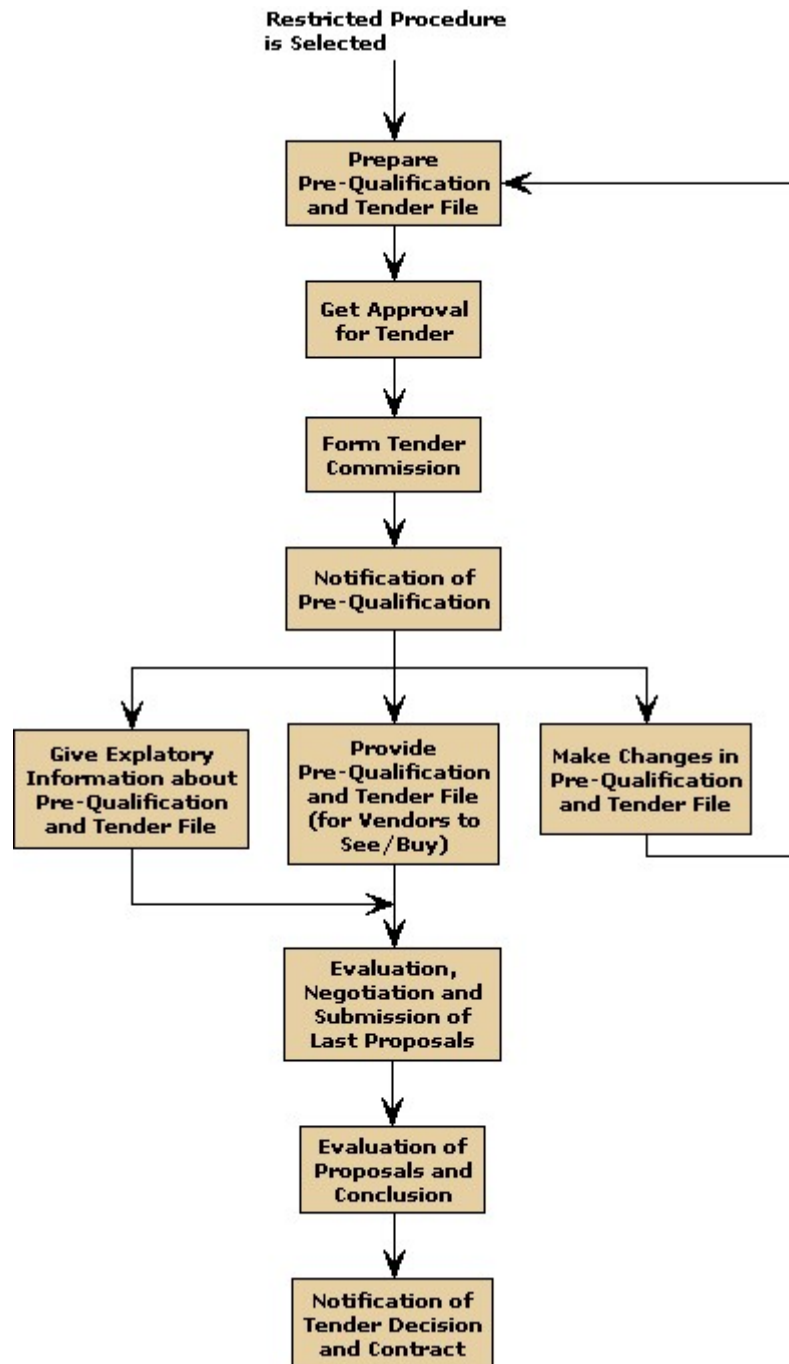 Restricted Procedure
is Selected
Prepare
Pre-Qualification
and Tender File
Get Approval
for Tender
Form Tender
Commission
Notification of
Pre-Qualification
Give Explatory
Information about
Pre-Qualification
and Tender File
Provide
Pre-Qualification
and Tender File
(for Vendors to
See/Buy)
Make Changes in
Pre-Qualification
and Tender File
Evaluation,
Negotiation and
Submission of
Last Proposals
Evaluation of
Proposals and
Conclusion
Notification of
Tender Decision
and Contract